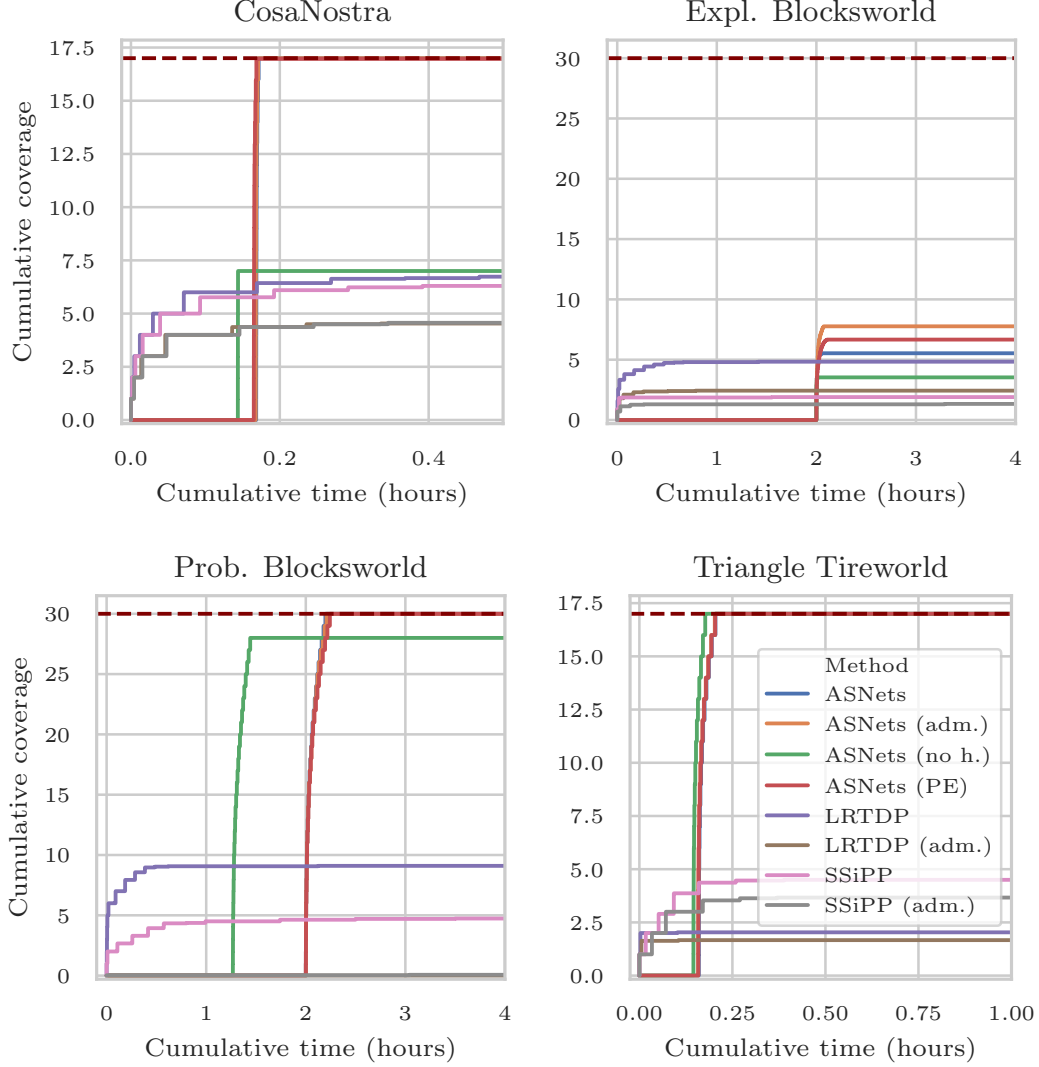 CosaNostra
Cumulative coverage
17.5
15.0
12.5
10.0
7.5
5.0
2.5
0.0
0.0 0.2 0.4
Cumulative time (hours)
Expl. Blocksworld
30
25
20
15
10
5
0
0 1 2 3 4
Cumulative time (hours)
Prob. Blocksworld
Cumulative coverage
30
25
20
15
10
5
0
0 1 2 3 4
Cumulative time (hours)
Triangle Tireworld
17.5
15.0
12.5
10.0
7.5
5.0
2.5
0.0
Method
ASNets
ASNets (adm.)
ASNets (no h.)
ASNets (PE)
LRTDP
LRTDP (adm.)
SSiPP
SSiPP (adm.)
0.00 0.25 0.50 0.75 1.00
Cumulative time (hours)